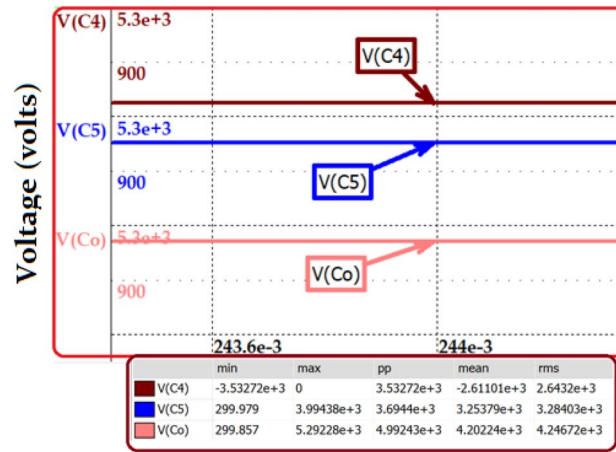 Voltage (volts)
V(C4) 5.3e+3
900
V(C4)
V(C5) 5.3e+3
900
V(C5)
V(Co) 5.3e+3
900
V(Co)
243.6e-3 244e-3
min max pp mean rms
V(C4) -3.53272e+3 0 3.53272e+3 -2.61101e+3 2.6432e+3
V(C5) 299.979 3.99438e+3 3.6944e+3 3.25379e+3 3.28403e+3
V(Co) 299.857 5.29228e+3 4.99243e+3 4.20224e+3 4.24672e+3